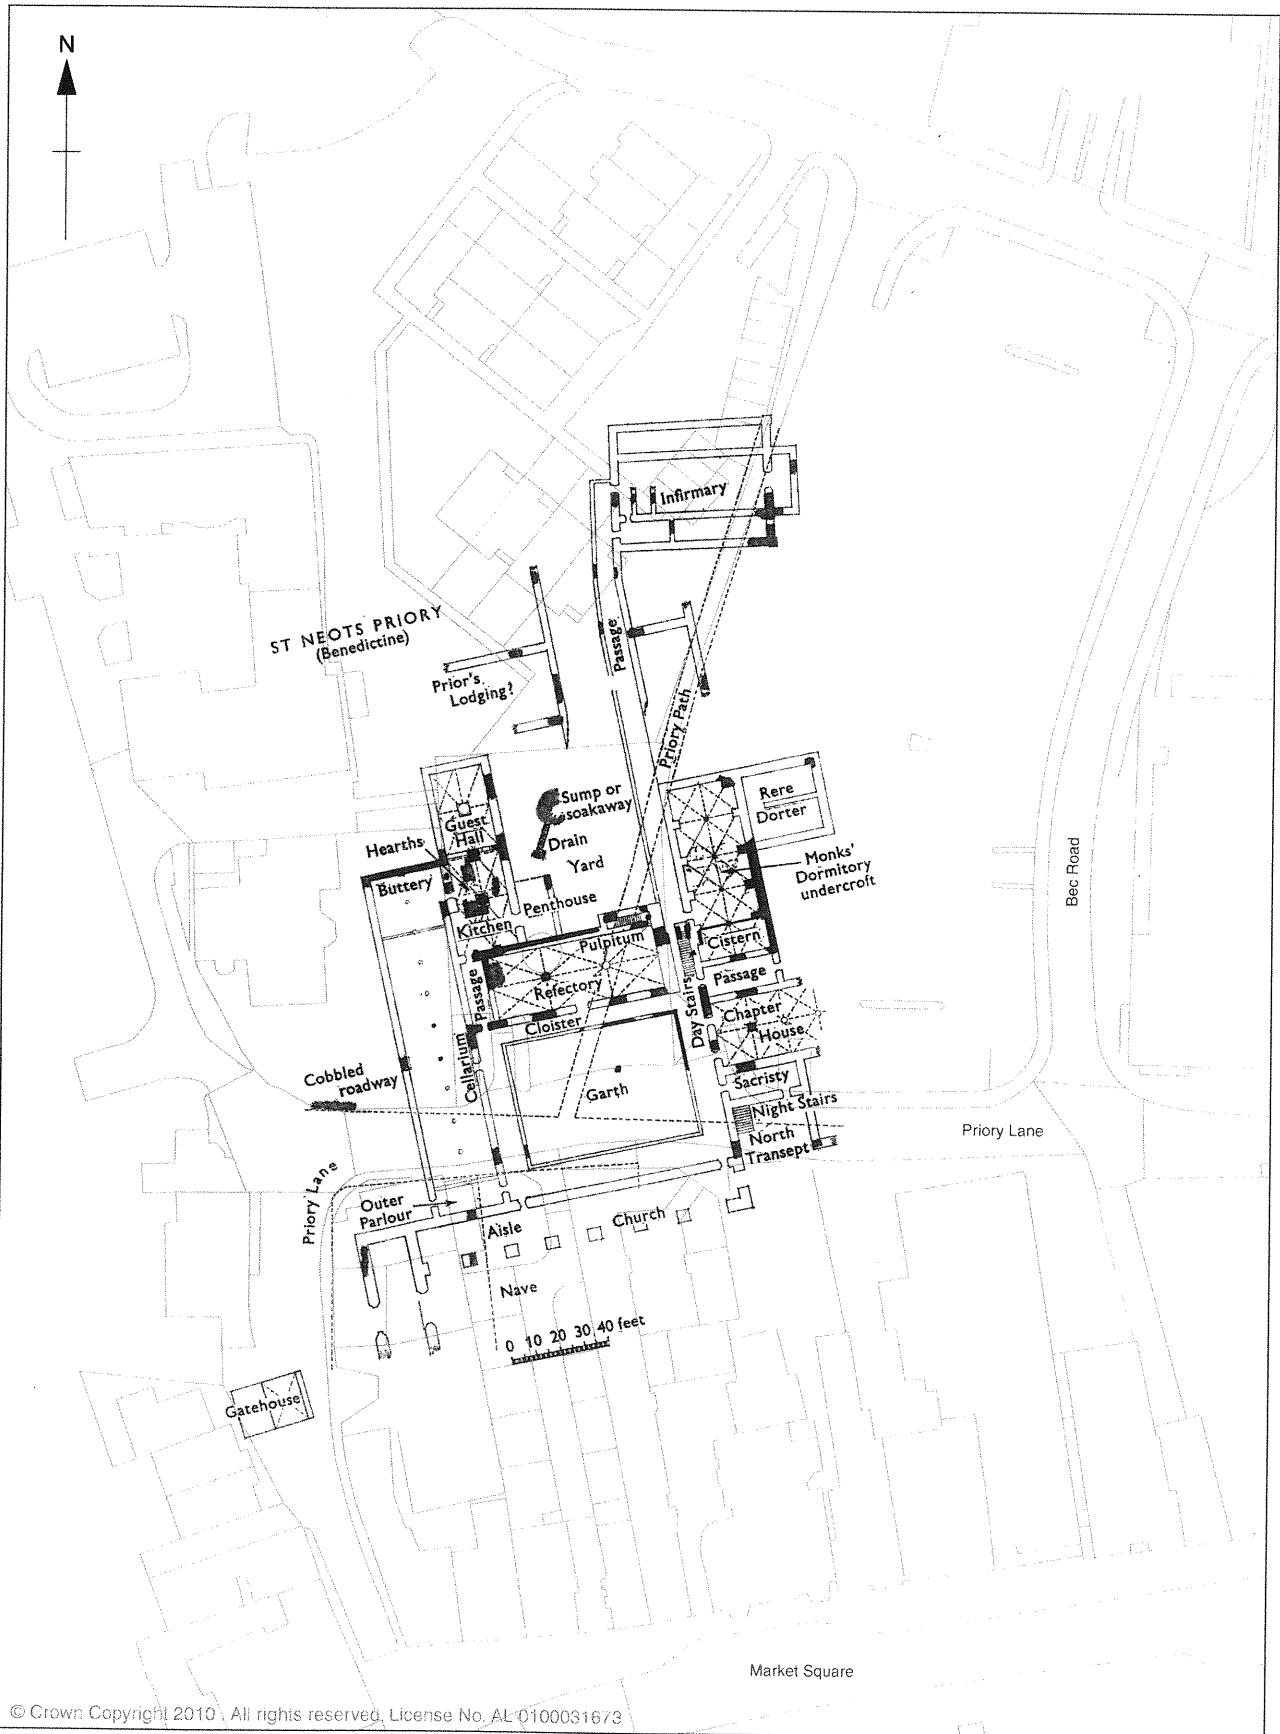 N
Infirmary
ST NEOTS PRIORY
(Benedictine)
Passage
Prior's
Lodging?
Priory Path
Sump or
soakaway
Rere
Dorter
Guest
Hall
Hearths
Drain
Yard
Monks'
Dormitory
undercroft
Buttery
Penthouse
Bec Road
Kitchen
Pulpitum
Cistern
Passage
Passage
Refectory
Day Stairs
Chapter
House
Cloister
Cellarium
Cobbled
roadway
Garth
Sacristy
Night Stairs
North
Transept
Priory Lane
Priory Lane
Outer
Parlour
Aisle
Church
Nave
0 10 20 30 40 feet
Gatehouse
Market Square
© Crown Copyright 2010 . All rights reserved. License No. AL 0100031673